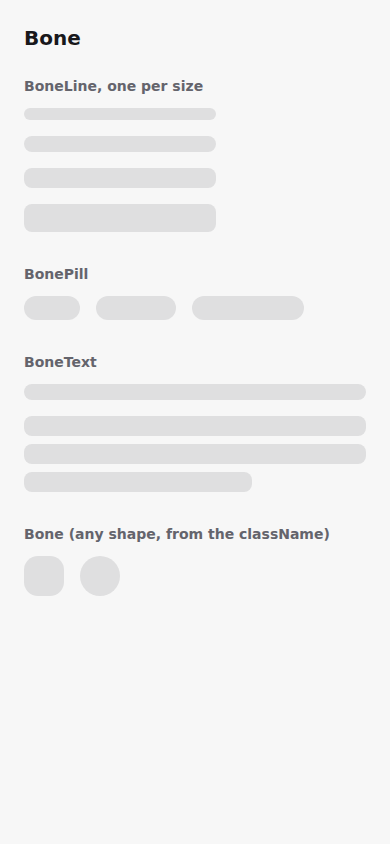 Bone
BoneLine, one per size
BonePill
BoneText
Bone (any shape, from the className)